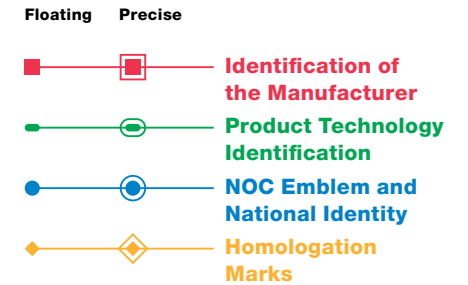 Floating Precise
Identification of
the Manufacturer
Product Technology
Identification
NOC Emblem and
National Identity
Homologation
Marks